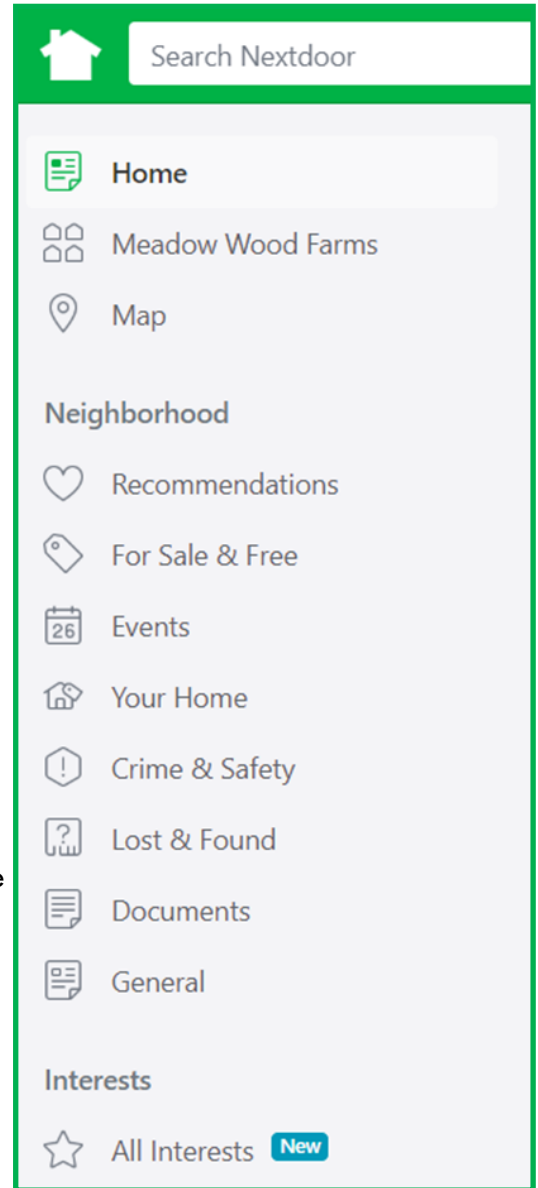 Search Nextdoor
Home
Meadow Wood Farms
Map
Neighborhood
Recommendations
For Sale & Free
26 Events
Your Home
! Crime & Safety
? Lost & Found
e
Documents
General
Interests
All Interests New